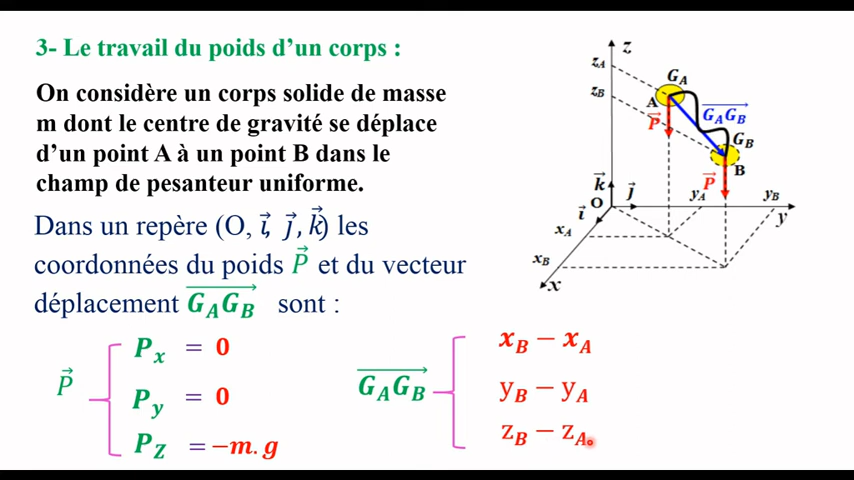 3- Le travail du poids d'un corps :
On considère un corps solide de masse
m dont le centre de gravité se déplace
d'un point A à un point B dans le
champ de pesanteur uniforme.
Dans un repère (O, i⃗, j⃗, k⃗) les
coordonnées du poids P⃗ et du vecteur
déplacement G_AG_B⃗ sont :
P⃗
P_x = 0
P_y = 0
P_Z = −m.g
G_AG_B⃗
x_B − x_A
y_B − y_A
z_B − z_A
z
z_A
z_B
G_A
A
P⃗
G_AG_B⃗
G_B
B
P⃗
k⃗
O
j⃗
i⃗
y_A
y_B
y
x_A
x_B
x